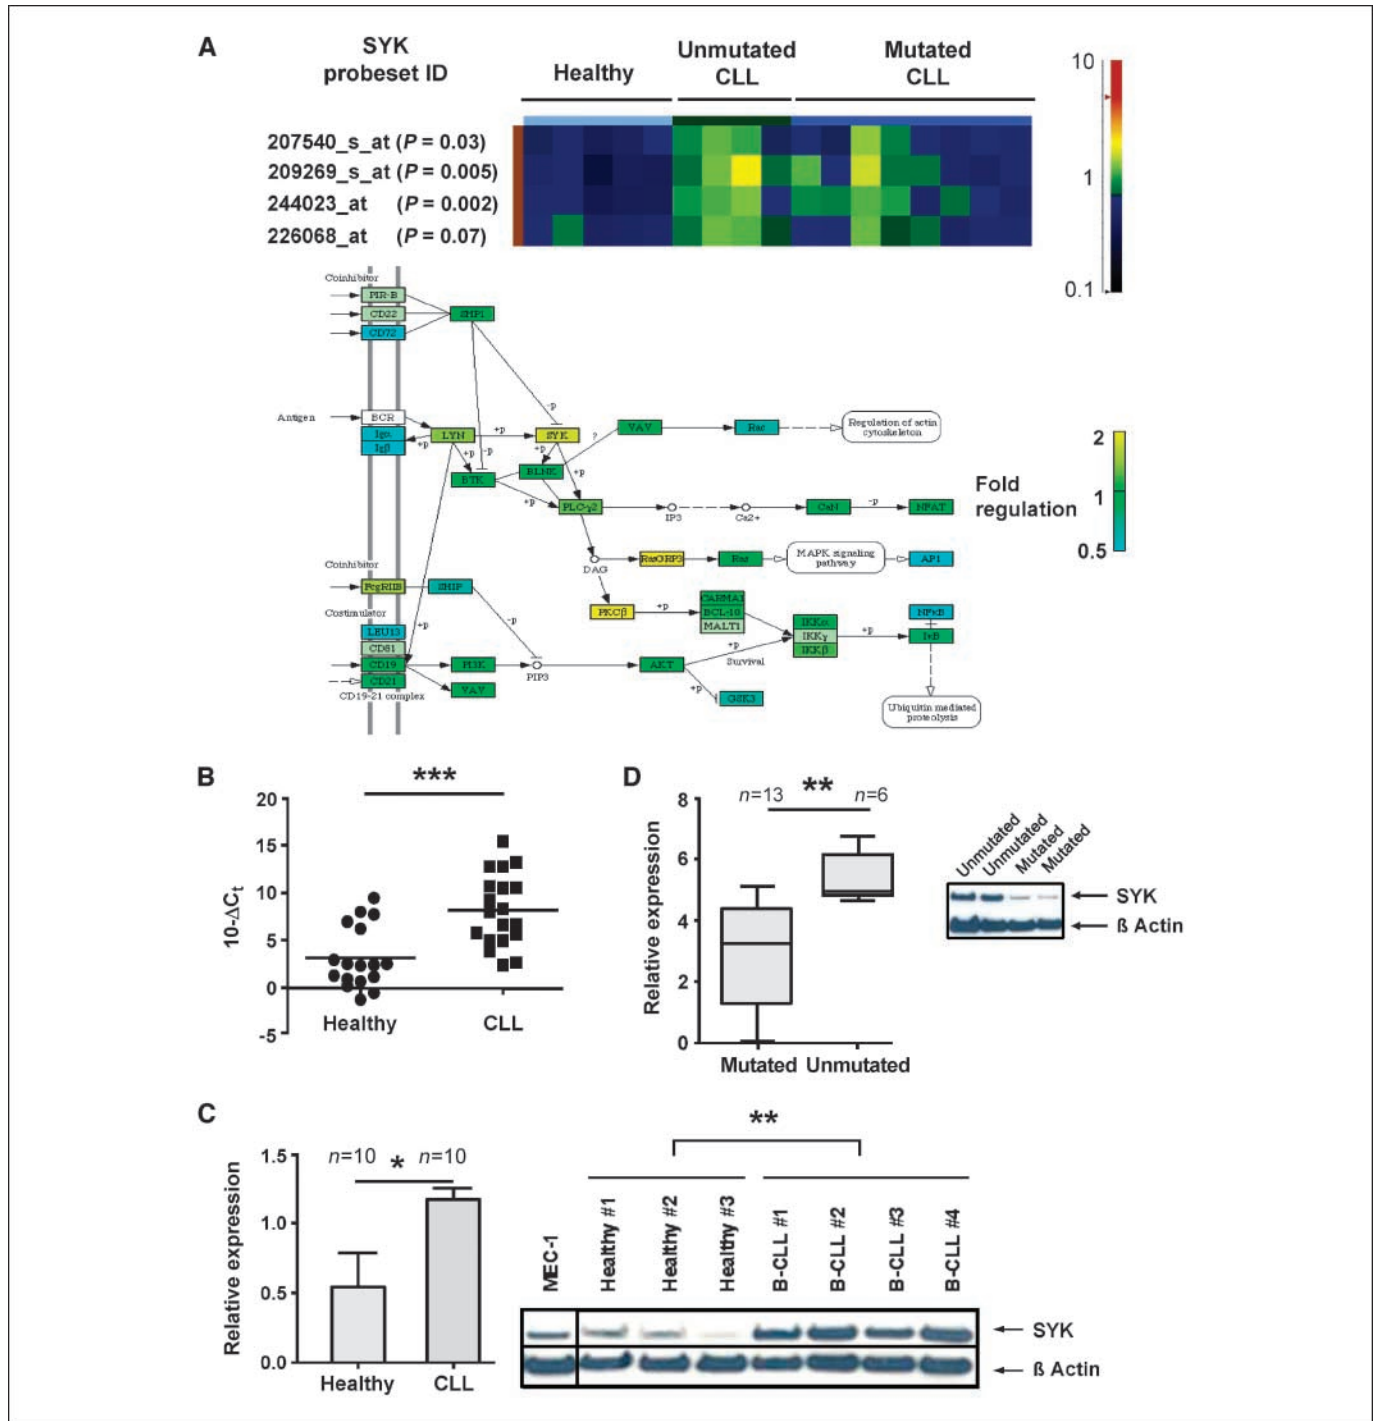 A
SYK
probeset ID
Healthy
Unmutated
CLL
Mutated
CLL
207540_s_at (P = 0.03)
209269_s_at (P = 0.005)
244023_at (P = 0.002)
226068_at (P = 0.07)
10
1
0.1
Coinhibitor
PIR-B
CD22
CD72
SHP1
-p
Antigen
BCR
Igα
Igβ
+p
LYN
+p
+p
-p
SYK
+p
?
VAV
Rac
Regulation of actin
cytoskeleton
BTK
BLNK
+p
+p
PLC-γ2
IP3
Ca2+
CaN
-p
NFAT
Fold
regulation
2
1
0.5
DAG
RasGRP3
Ras
MAPK signaling
pathway
AP1
Coinhibitor
FcgRIIB
SHIP
-p
PKCβ
+p
CARMA1
BCL-10
MALT1
IKKα
IKKγ
IKKβ
+p
NFκB
IκB
Costimulator
+p
LEU13
CD81
CD19
CD21
CD19-21 complex
PI3K
VAV
PIP3
AKT
+p
Survival
+p
GSK3
Ubiquitin mediated
proteolysis
B
***
20
15
10
5
0
-5
10-ΔCt
Healthy
CLL
D
n=13
**
n=6
8
6
4
2
0
Relative expression
Mutated
Unmutated
Unmutated
Unmutated
Mutated
Mutated
SYK
ß Actin
C
n=10
*
n=10
1.5
1.0
0.5
0.0
Relative expression
Healthy
CLL
**
MEC-1
Healthy #1
Healthy #2
Healthy #3
B-CLL #1
B-CLL #2
B-CLL #3
B-CLL #4
SYK
ß Actin